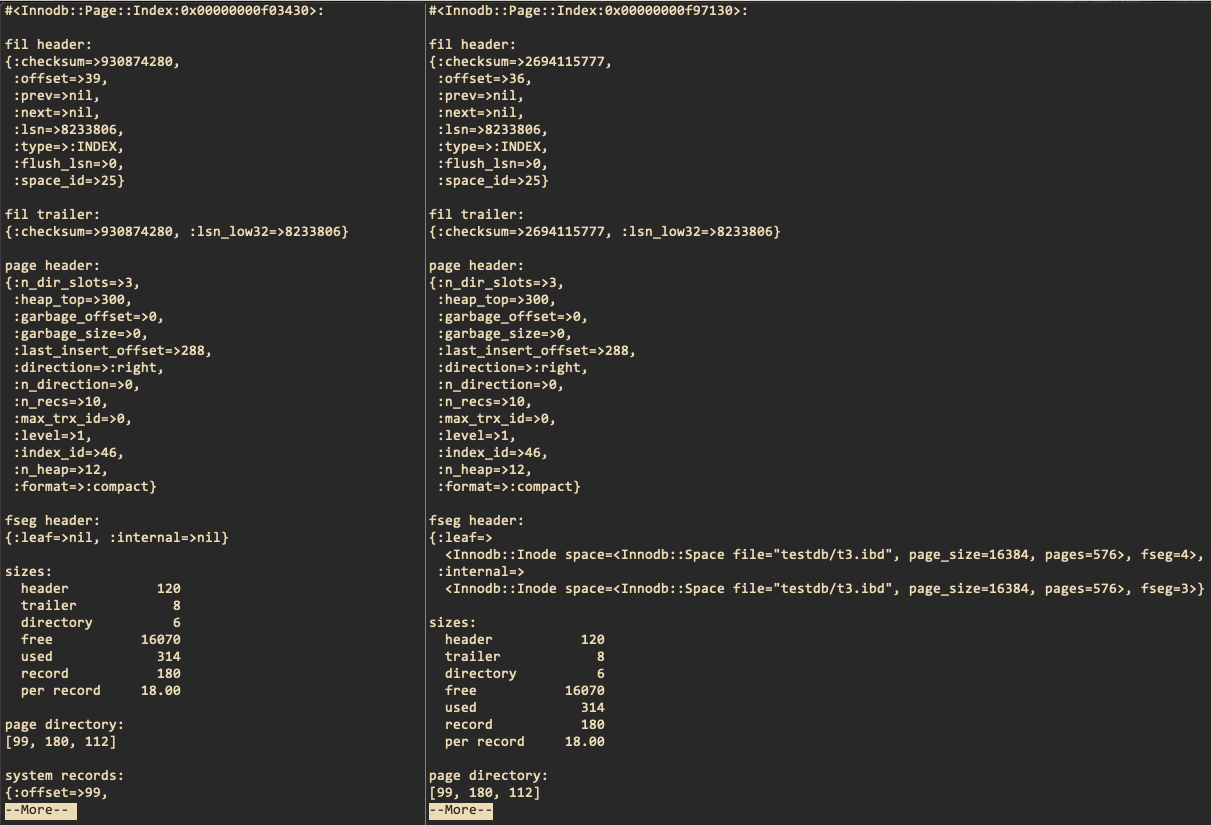 #<Innodb::Page::Index:0x00000000f03430>:
fil header:
{:checksum=>930874280,
:offset=>39,
:prev=>nil,
:next=>nil,
:lsn=>8233806,
:type=>:INDEX,
:flush_lsn=>0,
:space_id=>25}
fil trailer:
{:checksum=>930874280, :lsn_low32=>8233806}
page header:
{:n_dir_slots=>3,
:heap_top=>300,
:garbage_offset=>0,
:garbage_size=>0,
:last_insert_offset=>288,
:direction=>:right,
:n_direction=>0,
:n_recs=>10,
:max_trx_id=>0,
:level=>1,
:index_id=>46,
:n_heap=>12,
:format=>:compact}
fseg header:
{:leaf=>nil, :internal=>nil}
sizes:
header 120
trailer 8
directory 6
free 16070
used 314
record 180
per record 18.00
page directory:
[99, 180, 112]
system records:
{:offset=>99,
--More--
#<Innodb::Page::Index:0x00000000f97130>:
fil header:
{:checksum=>2694115777,
:offset=>36,
:prev=>nil,
:next=>nil,
:lsn=>8233806,
:type=>:INDEX,
:flush_lsn=>0,
:space_id=>25}
fil trailer:
{:checksum=>2694115777, :lsn_low32=>8233806}
page header:
{:n_dir_slots=>3,
:heap_top=>300,
:garbage_offset=>0,
:garbage_size=>0,
:last_insert_offset=>288,
:direction=>:right,
:n_direction=>0,
:n_recs=>10,
:max_trx_id=>0,
:level=>1,
:index_id=>46,
:n_heap=>12,
:format=>:compact}
fseg header:
{:leaf=>
<Innodb::Inode space=<Innodb::Space file="testdb/t3.ibd", page_size=16384, pages=576>, fseg=4>,
:internal=>
<Innodb::Inode space=<Innodb::Space file="testdb/t3.ibd", page_size=16384, pages=576>, fseg=3>}
sizes:
header 120
trailer 8
directory 6
free 16070
used 314
record 180
per record 18.00
page directory:
[99, 180, 112]
--More--